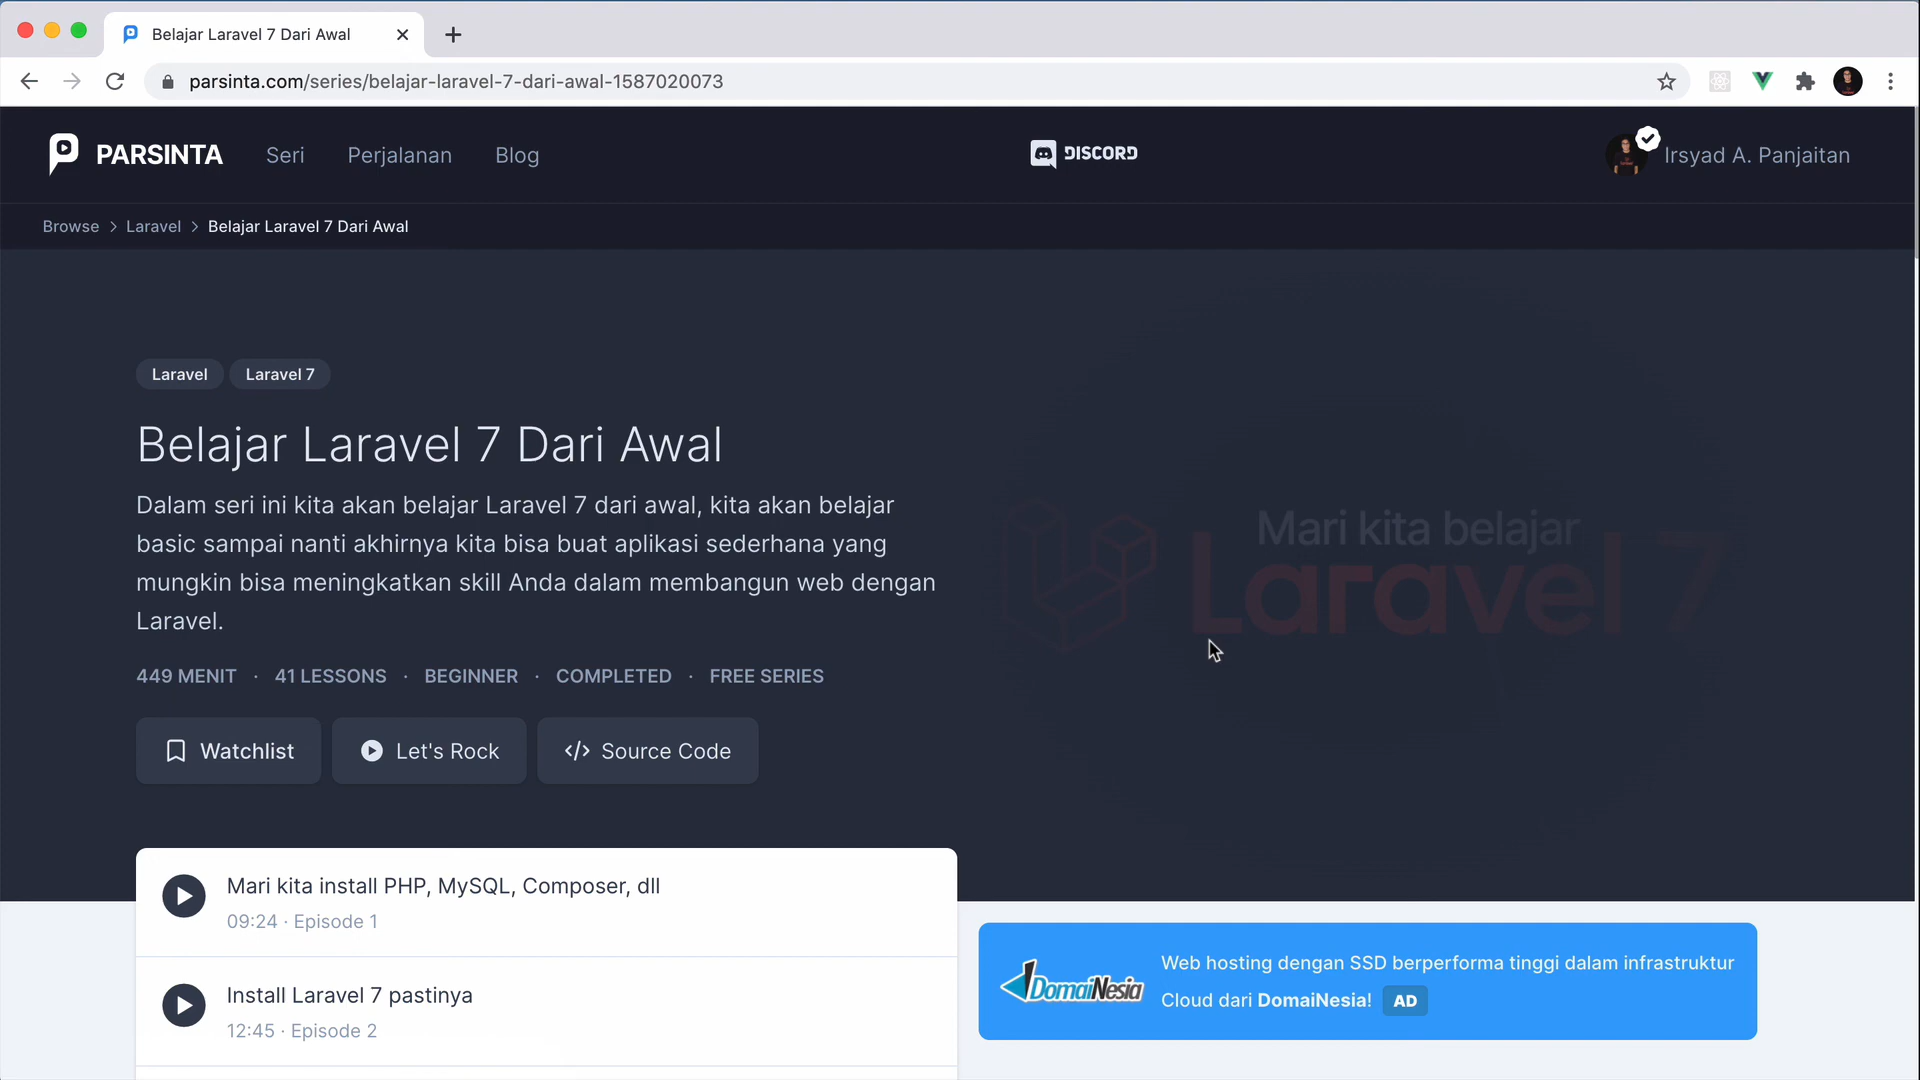 Belajar Laravel 7 Dari Awal
parsinta.com/series/belajar-laravel-7-dari-awal-1587020073
PARSINTA Seri Perjalanan Blog DISCORD Irsyad A. Panjaitan
Browse > Laravel > Belajar Laravel 7 Dari Awal
Laravel Laravel 7
Belajar Laravel 7 Dari Awal
Dalam seri ini kita akan belajar Laravel 7 dari awal, kita akan belajar
basic sampai nanti akhirnya kita bisa buat aplikasi sederhana yang
mungkin bisa meningkatkan skill Anda dalam membangun web dengan
Laravel.
449 MENIT · 41 LESSONS · BEGINNER · COMPLETED · FREE SERIES
Watchlist Let's Rock </> Source Code
Mari kita belajar
Laravel 7
Mari kita install PHP, MySQL, Composer, dll
09:24 · Episode 1
Install Laravel 7 pastinya
12:45 · Episode 2
DomaiNesia
Web hosting dengan SSD berperforma tinggi dalam infrastruktur
Cloud dari DomaiNesia! AD